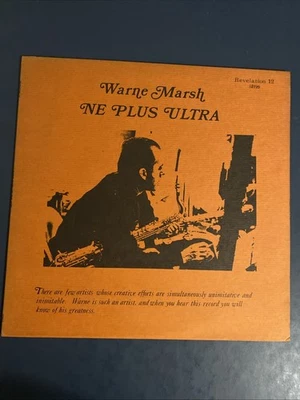 Revelation 12
Warne Marsh
NE PLUS ULTRA
There are few artists whose creative efforts are simultaneously unimitative and
inimitable. Warne is such an artist, and when you hear this record you will
know of his greatness.